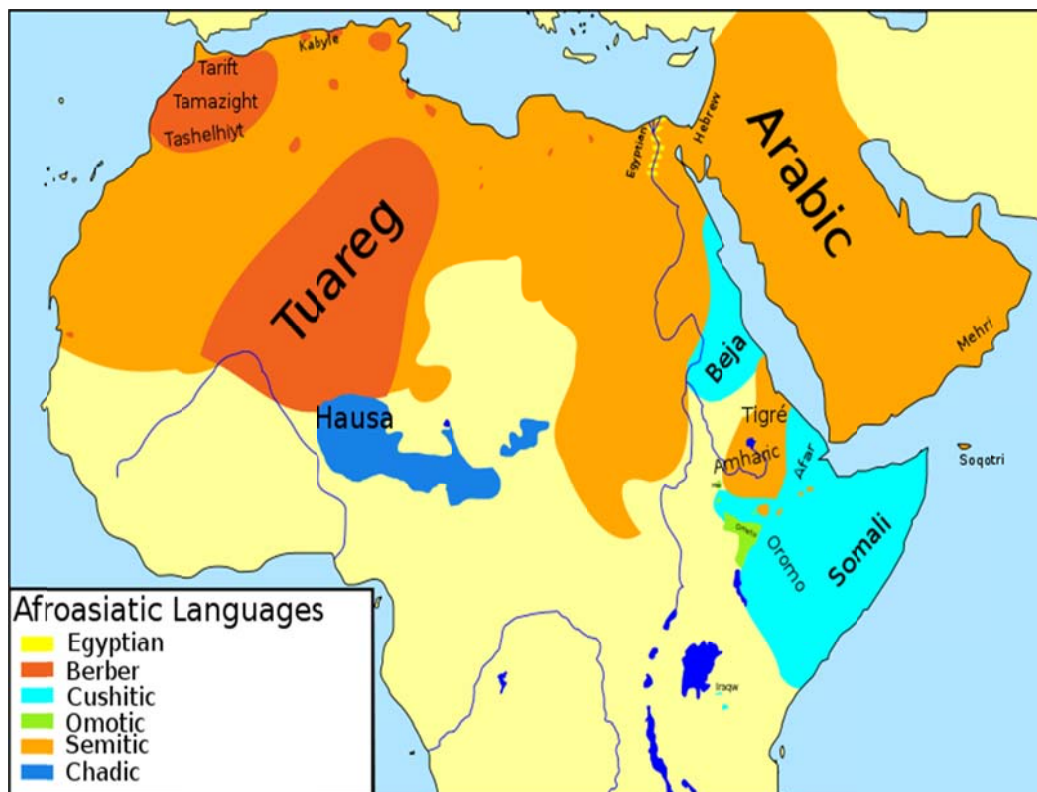 Kabyle
Tarift
Tamazight
Tashelhiyt
Tuareg
Egyptian
Hebrew
Arabic
Mehri
Soqotri
Beja
Tigré
Amharic
Afar
Hausa
Oromo
Somali
Iraqw
Afroasiatic Languages
Egyptian
Berber
Cushitic
Omotic
Semitic
Chadic